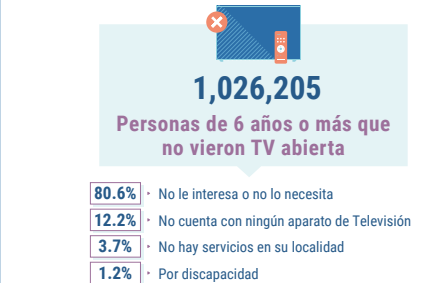 1,026,205
Personas de 6 años o más que
no vieron TV abierta
80.6% · No le interesa o no lo necesita
12.2% · No cuenta con ningún aparato de Televisión
3.7% · No hay servicios en su localidad
1.2% · Por discapacidad